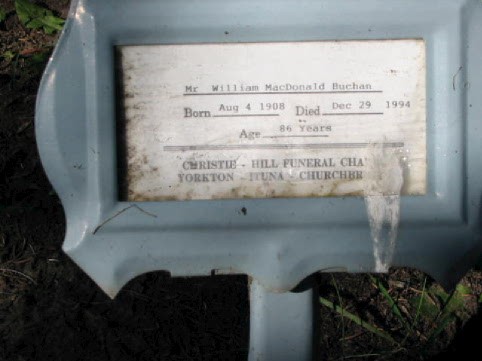 Mr William MacDonald Buchan
Born Aug 4 1908 Died Dec 29 1994
Age 86 Years
CHRISTIE - HILL FUNERAL CHA
YORKTON - ITUNA - CHURCHBR